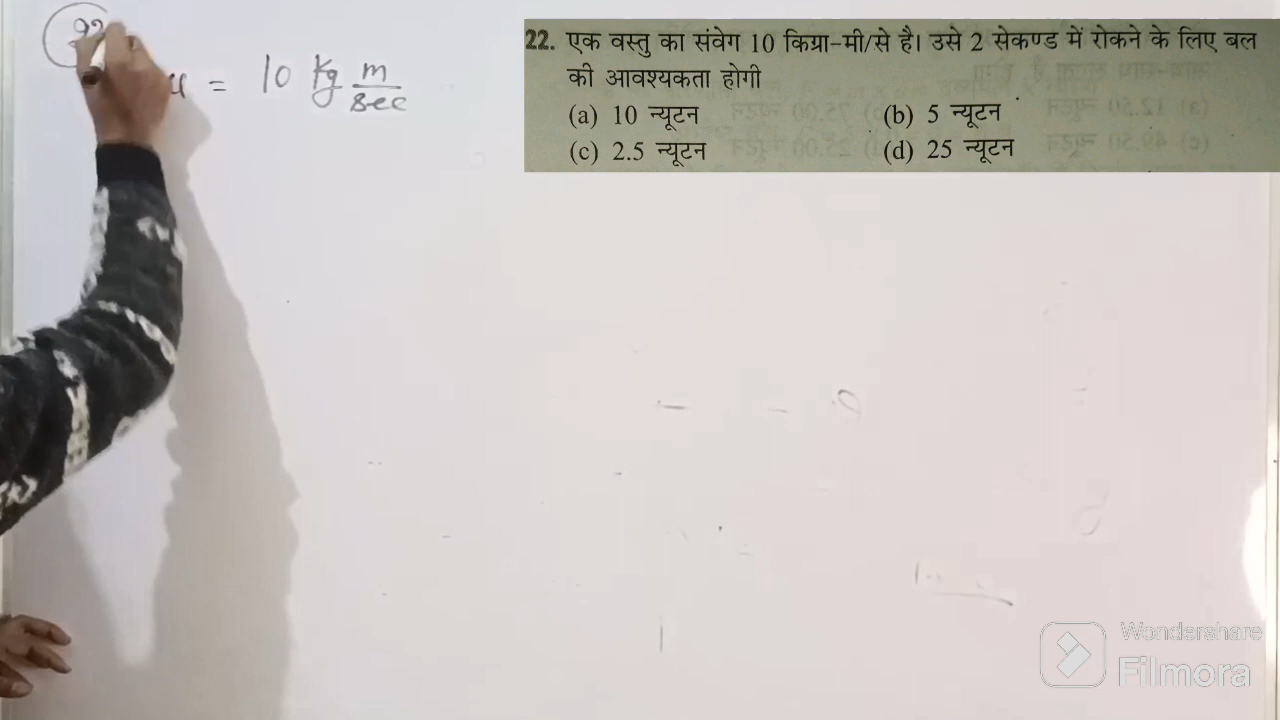 22
u = 10 Kg m/sec
22. एक वस्तु का संवेग 10 किग्रा-मी/से है। उसे 2 सेकण्ड में रोकने के लिए बल
की आवश्यकता होगी
(a) 10 न्यूटन (b) 5 न्यूटन
(c) 2.5 न्यूटन (d) 25 न्यूटन
Wondershare
Filmora